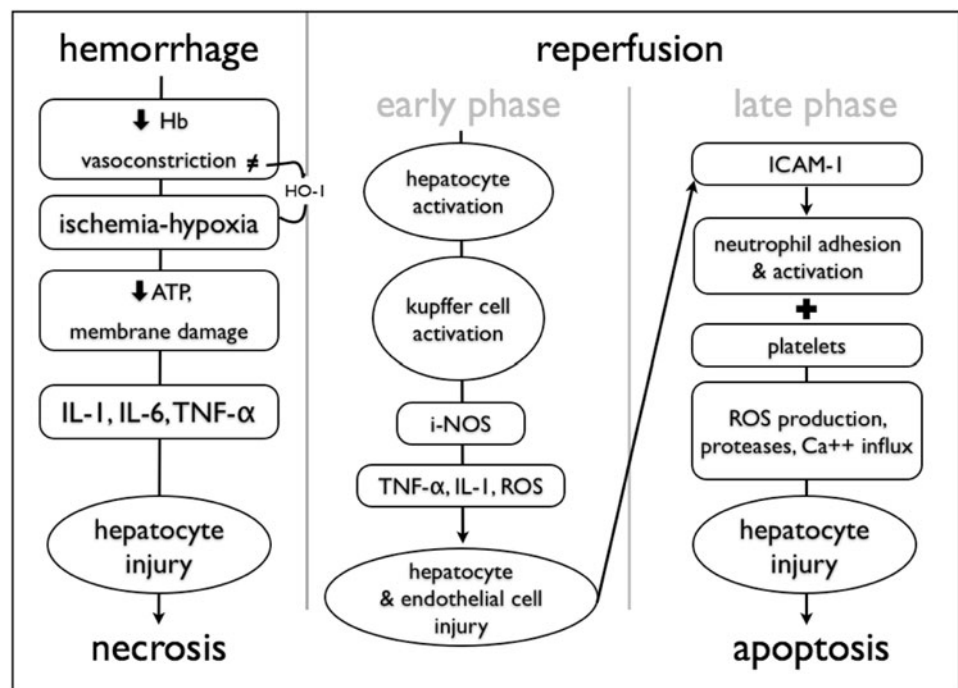 hemorrhage
🡇 Hb
vasoconstriction ≠
HO-1
ischemia-hypoxia
🡇 ATP,
membrane damage
IL-1, IL-6, TNF-α
hepatocyte
injury
necrosis
reperfusion
early phase
hepatocyte
activation
kupffer cell
activation
i-NOS
TNF-α, IL-1, ROS
hepatocyte
& endothelial cell
injury
late phase
ICAM-1
neutrophil adhesion
& activation
+
platelets
ROS production,
proteases, Ca++ influx
hepatocyte
injury
apoptosis